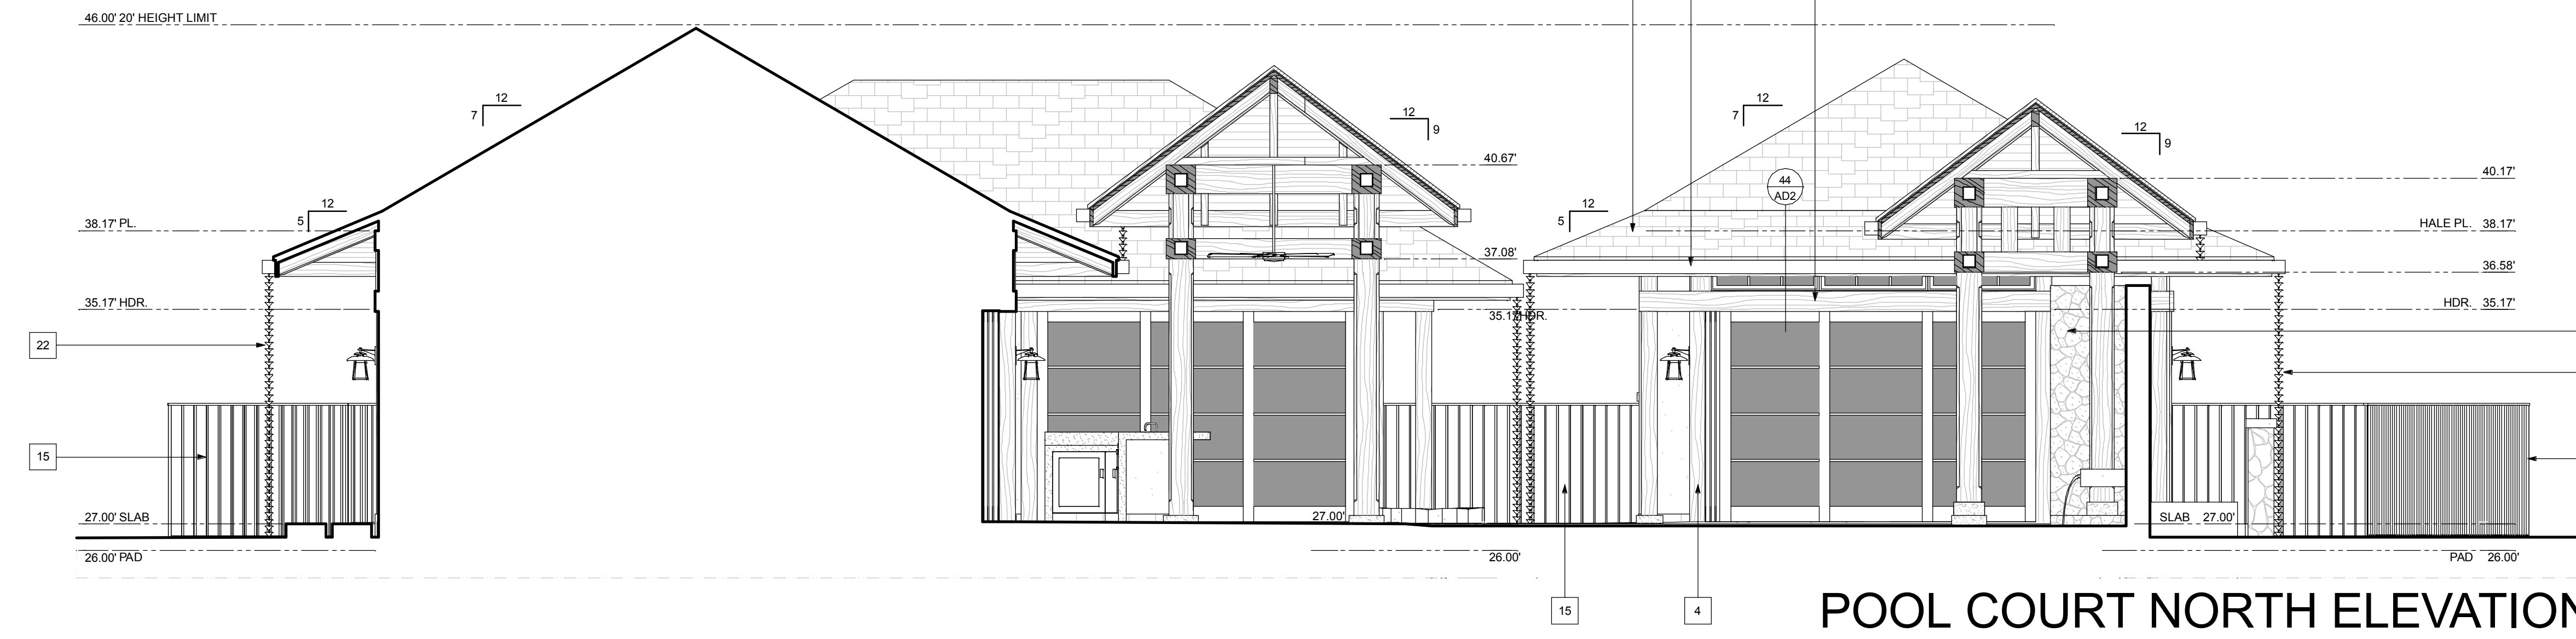 46.00' 20' HEIGHT LIMIT
12
7
12
9
12
7
12
9
40.67'
44
AD2
40.17'
12
5
12
5
38.17' PL.
HALE PL. 38.17'
37.08'
36.58'
35.17' HDR.
35.17' HDR.
HDR. 35.17'
22
15
27.00' SLAB
27.00'
SLAB 27.00'
26.00' PAD
26.00'
PAD 26.00'
15
4
POOL COURT NORTH ELEVATION